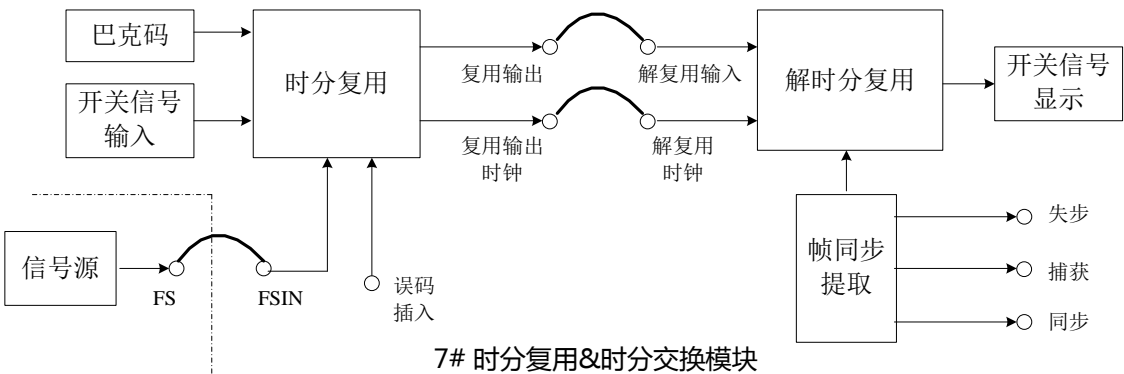 巴克码
开关信号
输入
时分复用
复用输出
复用输出
时钟
解复用输入
解复用
时钟
解时分复用
开关信号
显示
信号源
FS
FSIN
误码
插入
帧同步
提取
失步
捕获
同步
7# 时分复用&时分交换模块